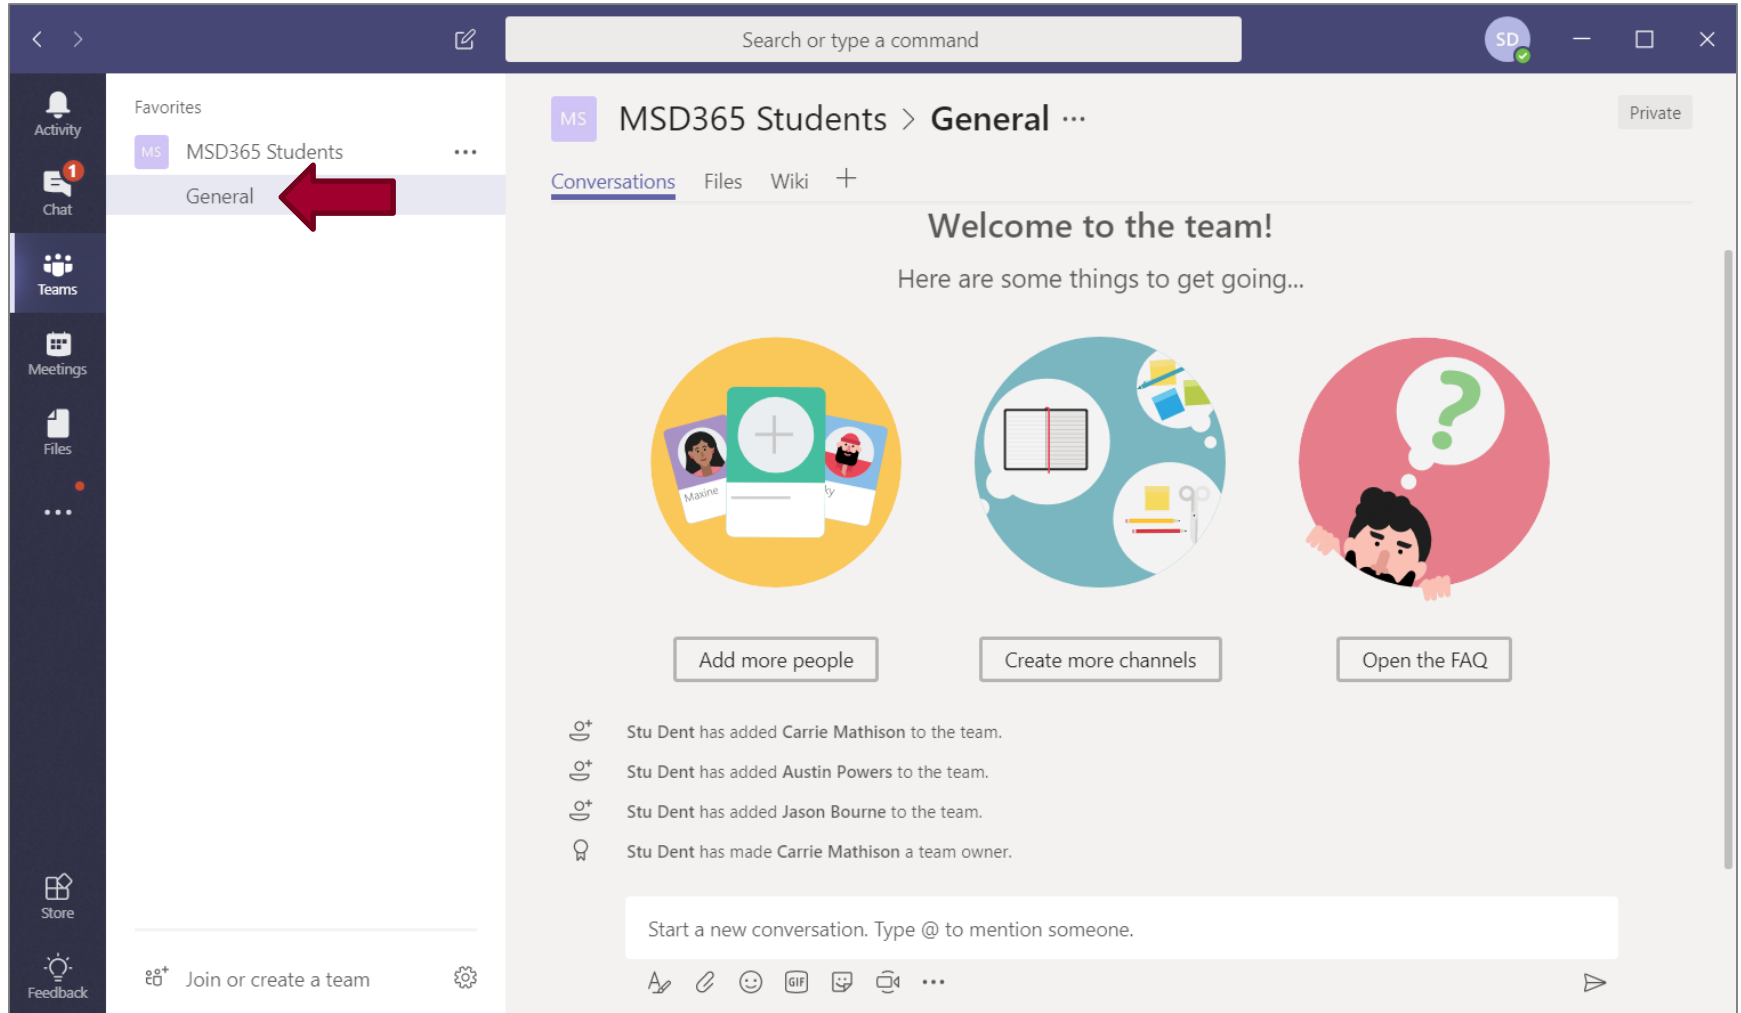 Search or type a command
SD
Activity
1
Chat
Teams
Meetings
Files
Store
Feedback
Favorites
MS MSD365 Students
General
Join or create a team
MS MSD365 Students > General
Private
Conversations Files Wiki
Welcome to the team!
Here are some things to get going...
Maxine
ky
?
Add more people Create more channels Open the FAQ
Stu Dent has added Carrie Mathison to the team.
Stu Dent has added Austin Powers to the team.
Stu Dent has added Jason Bourne to the team.
Stu Dent has made Carrie Mathison a team owner.
Start a new conversation. Type @ to mention someone.
GIF